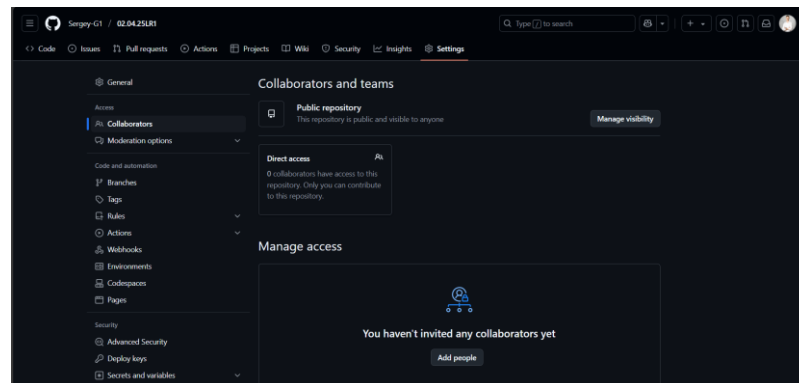 Sergey-G1 / 02.04.25LR1
Type / to search
Code Issues Pull requests Actions Projects Wiki Security Insights Settings
General
Access
Collaborators
Moderation options
Code and automation
Branches
Tags
Rules
Actions
Webhooks
Environments
Codespaces
Pages
Security
Advanced Security
Deploy keys
Secrets and variables
Collaborators and teams
Public repository
This repository is public and visible to anyone
Manage visibility
Direct access
0 collaborators have access to this
repository. Only you can contribute
to this repository.
Manage access
You haven't invited any collaborators yet
Add people